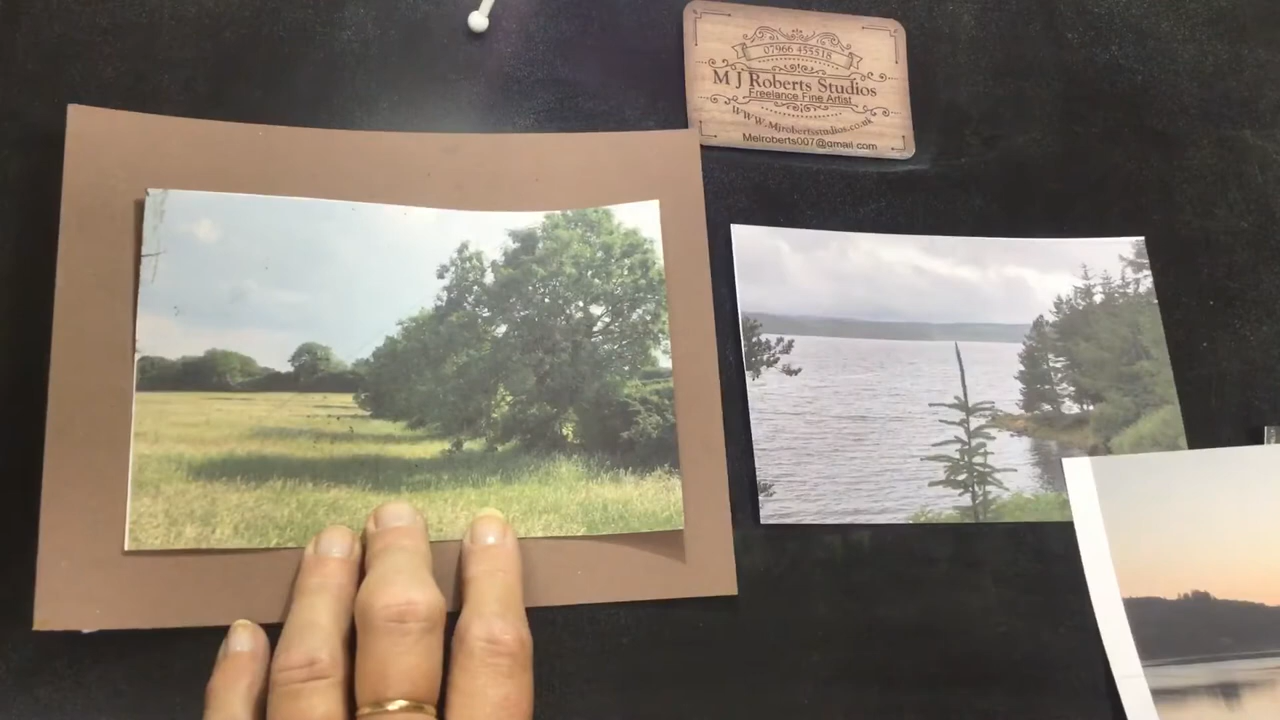 07966 455518
M J Roberts Studios
Freelance Fine Artist
WWW.Mjrobertsstudios.co.uk
Melroberts007@gmail.com